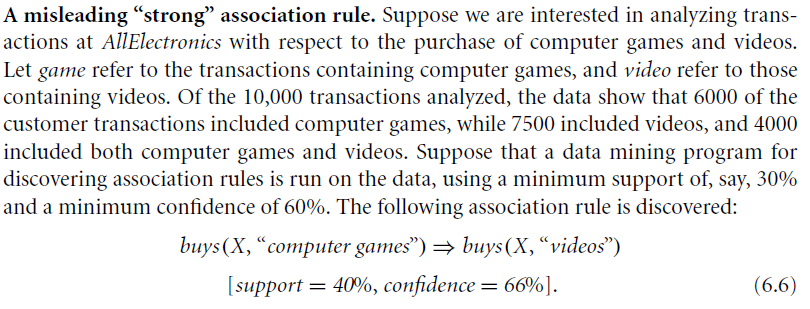 A misleading “strong” association rule. Suppose we are interested in analyzing trans-
actions at AllElectronics with respect to the purchase of computer games and videos.
Let game refer to the transactions containing computer games, and video refer to those
containing videos. Of the 10,000 transactions analyzed, the data show that 6000 of the
customer transactions included computer games, while 7500 included videos, and 4000
included both computer games and videos. Suppose that a data mining program for
discovering association rules is run on the data, using a minimum support of, say, 30%
and a minimum confidence of 60%. The following association rule is discovered:
buys(X, “computer games”) ⇒ buys(X, “videos”)
[support = 40%, confidence = 66%]. (6.6)